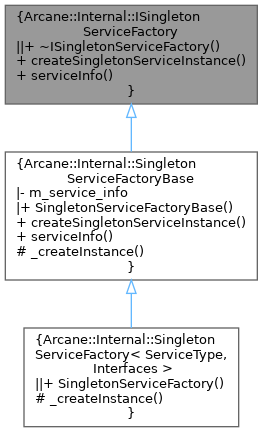 {Arcane::Internal::ISingleton
ServiceFactory
||+ ~ISingletonServiceFactory()
+ createSingletonServiceInstance()
+ serviceInfo()
}
{Arcane::Internal::Singleton
ServiceFactoryBase
|- m_service_info
|+ SingletonServiceFactoryBase()
+ createSingletonServiceInstance()
+ serviceInfo()
# _createInstance()
}
{Arcane::Internal::Singleton
ServiceFactory< ServiceType,
Interfaces >
||+ SingletonServiceFactory()
# _createInstance()
}